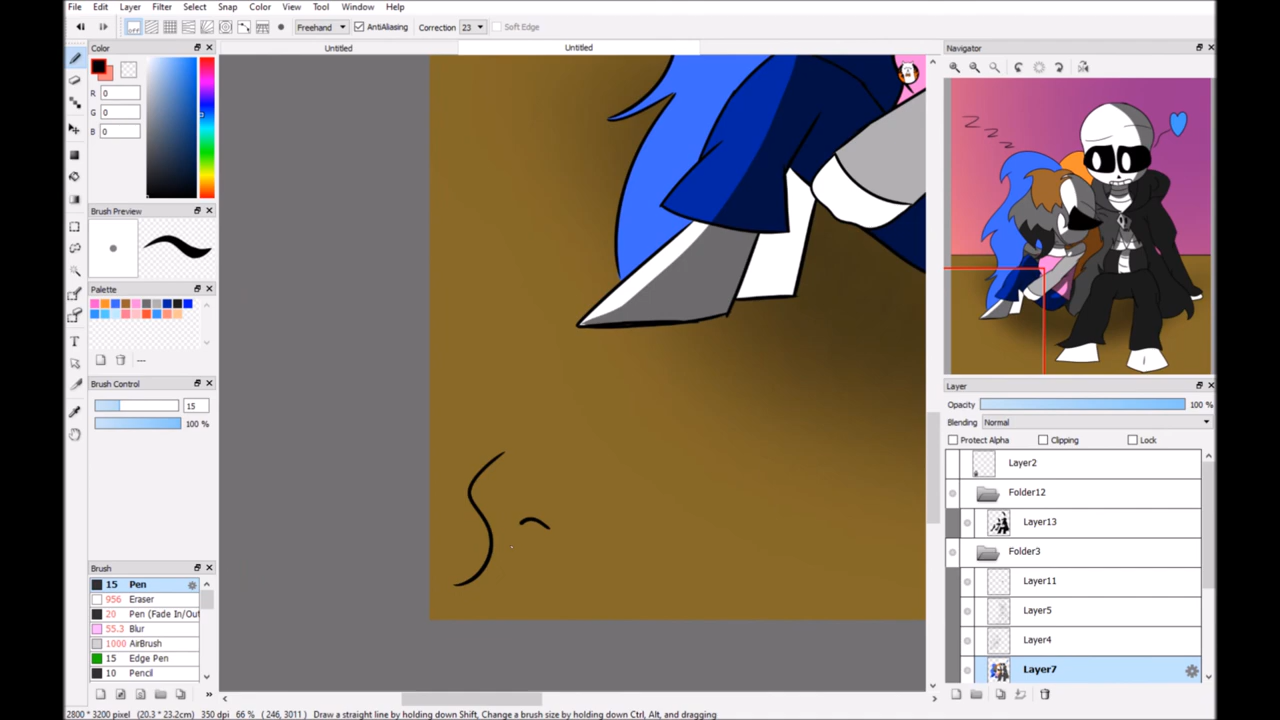 File Edit Layer Filter Select Snap Color View Tool Window Help
off Freehand AntiAliasing Correction 23 Soft Edge
Color
Untitled
Untitled
Navigator
R 0
G 0
B 0
Brush Preview
Palette
---
Brush Control
15
100 %
Brush
15 Pen
956 Eraser
20 Pen (Fade In/Out
55.3 Blur
1000 AirBrush
15 Edge Pen
10 Pencil
S
Z Z Z
Layer
Opacity 100 %
Blending Normal
Protect Alpha Clipping Lock
Layer2
Folder12
Layer13
Folder3
Layer11
Layer5
Layer4
Layer7
2800 * 3200 pixel (20.3 * 23.2cm) 350 dpi 66 % ( 246, 3011) Draw a straight line by holding down Shift, Change a brush size by holding down Ctrl, Alt, and dragging